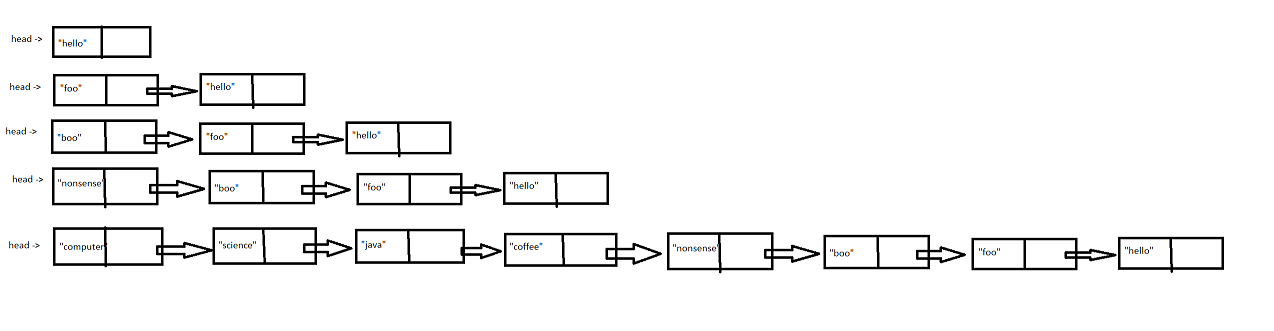 head -> "hello"
head -> "foo" "hello"
head -> "boo" "foo" "hello"
head -> "nonsense" "boo" "foo" "hello"
head -> "computer" "science" "java" "coffee" "nonsense" "boo" "foo" "hello"